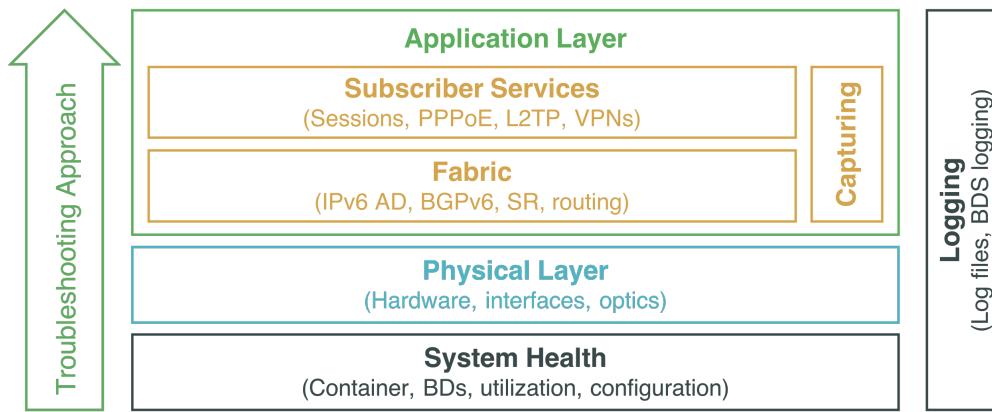 Troubleshooting Approach
Application Layer
Subscriber Services
(Sessions, PPPoE, L2TP, VPNs)
Fabric
(IPv6 AD, BGPv6, SR, routing)
Capturing
Physical Layer
(Hardware, interfaces, optics)
System Health
(Container, BDs, utilization, configuration)
Logging
(Log files, BDS logging)